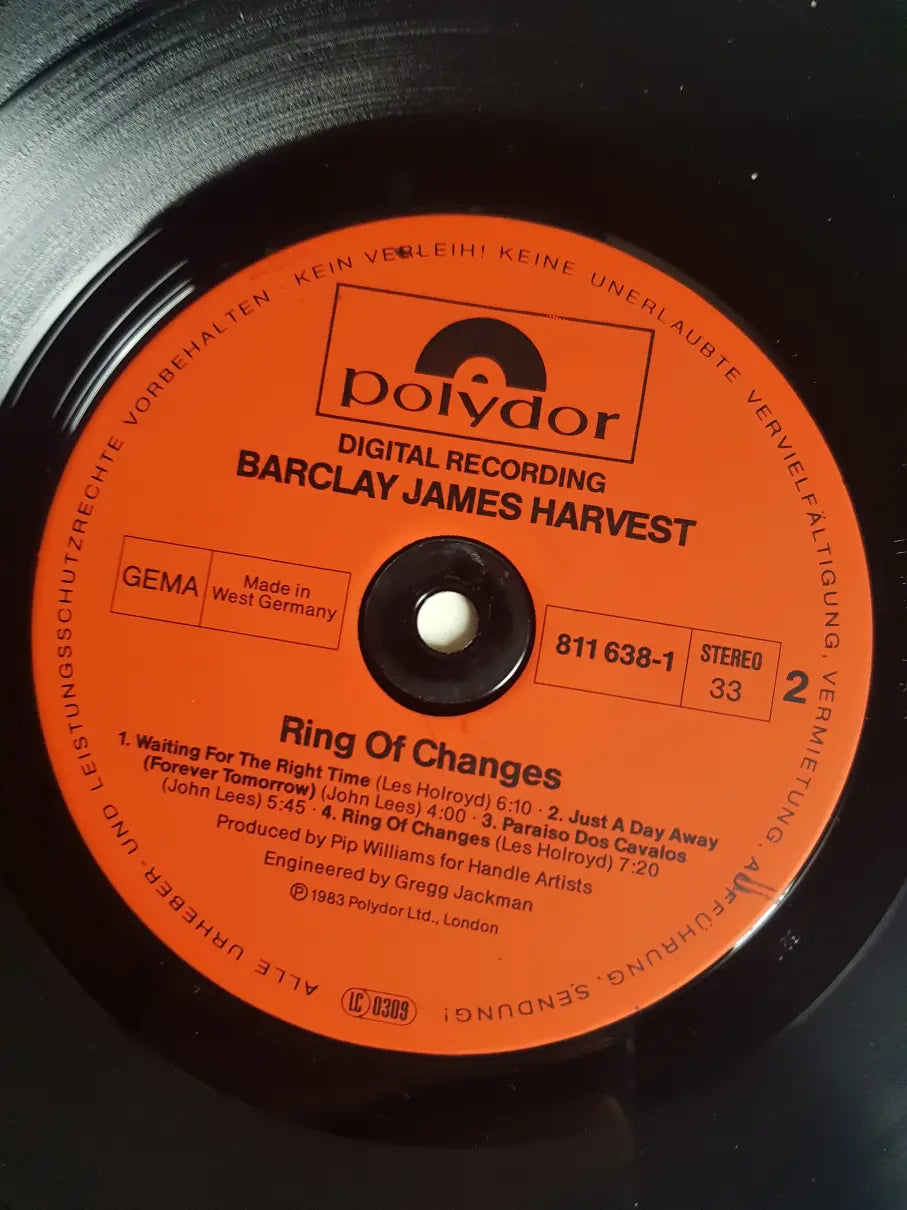 ALLE URHEBER- UND LEISTUNGSSCHUTZRECHTE VORBEHALTEN · KEIN VERLEIH! KEINE UNERLAUBTE VERVIELFÄLTIGUNG, VERMIETUNG, AUFFÜHRUNG, SENDUNG!
polydor
DIGITAL RECORDING
BARCLAY JAMES HARVEST
GEMA
Made in
West Germany
811 638-1
STEREO
33
2
Ring Of Changes
1. Waiting For The Right Time (Les Holroyd) 6:10 · 2. Just A Day Away
(Forever Tomorrow) (John Lees) 4:00 · 3. Paraiso Dos Cavalos
(John Lees) 5:45 · 4. Ring Of Changes (Les Holroyd) 7:20
Produced by Pip Williams for Handle Artists
Engineered by Gregg Jackman
℗ 1983 Polydor Ltd., London
LC 0309